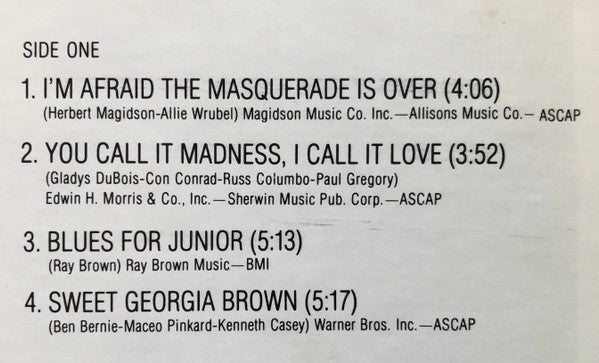 SIDE ONE
1. I'M AFRAID THE MASQUERADE IS OVER (4:06)
(Herbert Magidson-Allie Wrubel) Magidson Music Co. Inc.—Allisons Music Co.— ASCAP
2. YOU CALL IT MADNESS, I CALL IT LOVE (3:52)
(Gladys DuBois-Con Conrad-Russ Columbo-Paul Gregory)
Edwin H. Morris & Co., Inc.—Sherwin Music Pub. Corp.—ASCAP
3. BLUES FOR JUNIOR (5:13)
(Ray Brown) Ray Brown Music—BMI
4. SWEET GEORGIA BROWN (5:17)
(Ben Bernie-Maceo Pinkard-Kenneth Casey) Warner Bros. Inc.—ASCAP